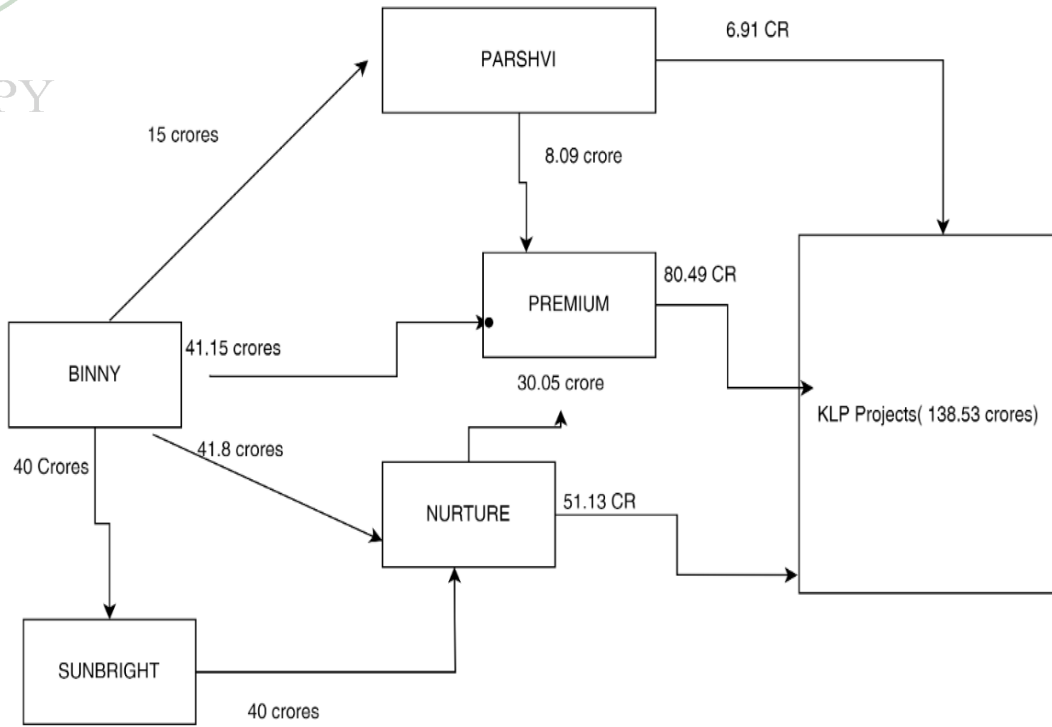 6.91 CR
PARSHVI
PY
15 crores
8.09 crore
80.49 CR
PREMIUM
41.15 crores
BINNY
30.05 crore
KLP Projects( 138.53 crores)
41.8 crores
40 Crores
51.13 CR
NURTURE
SUNBRIGHT
40 crores